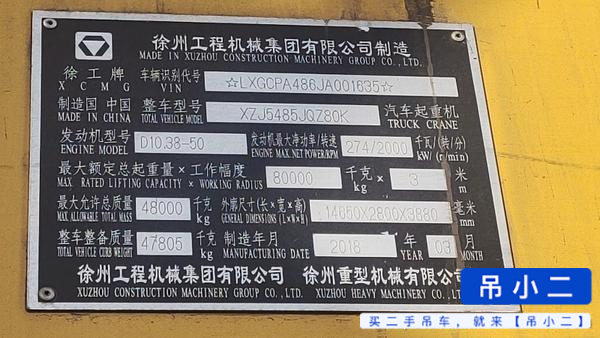 徐州工程机械集团有限公司制造
MADE IN XUZHOU CONSTRUCTION MACHINERY GROUP CO., LTD.
徐工牌 车辆识别代号 ☆LXGCPA486JA001635☆
XCMG VIN
制造国 中国 整车型号 XZJ5485JQZ80K 汽车起重机
MADE IN CHINA TOTAL VEHICLE MODEL TRUCK CRANE
发动机型号 D10.38-50 发动机最大净功率/转速 274/2000 千瓦/(转/分)
ENGINE MODEL ENGINE MAX.NET POWER/RPM kW/(r/min)
最大额定总起重量×工作幅度 80000 千克× 3 米
MAX RATED LIFTING CAPACITY × WORKING RADIUS kg m
最大允许总质量 48000 千克 外廓尺寸(长×宽×高) 14650X2800X3880 毫米
MAX ALLOWABLE TOTAL MASS kg GENERAL DIMENSIONS (L×W×H) mm
整车整备质量 47805 千克 制造年月 2018 年 03 月
TOTAL VEHICLE CURB WEIGHT kg MANUFACTURING DATE YEAR MONTH
徐州工程机械集团有限公司 徐州重型机械有限公司
XUZHOU CONSTRUCTION MACHINERY GROUP CO., LTD. XUZHOU HEAVY MACHINERY CO., LTD.
吊小二
买二手吊车，就来【吊小二】